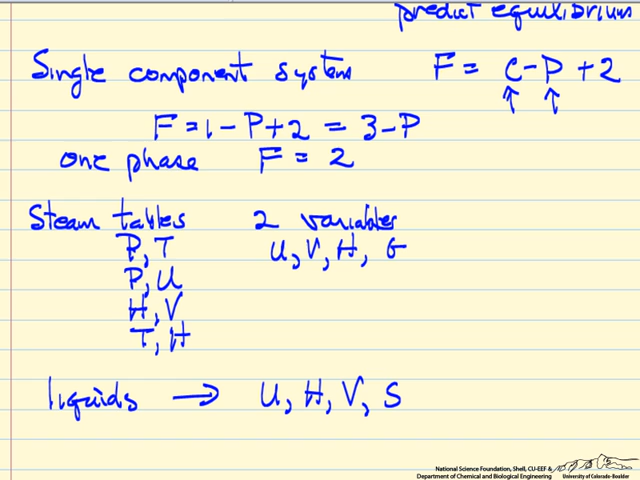 predict equilibrium
Single component systems F = C - P + 2
F = 1 - P + 2 = 3 - P
one phase F = 2
Steam tables 2 variables
P, T U, V, H, G
P, U
H, V
T, H
liquids → U, H, V, S
National Science Foundation, Shell, CU-EEF &
Department of Chemical and Biological Engineering University of Colorado-Boulder